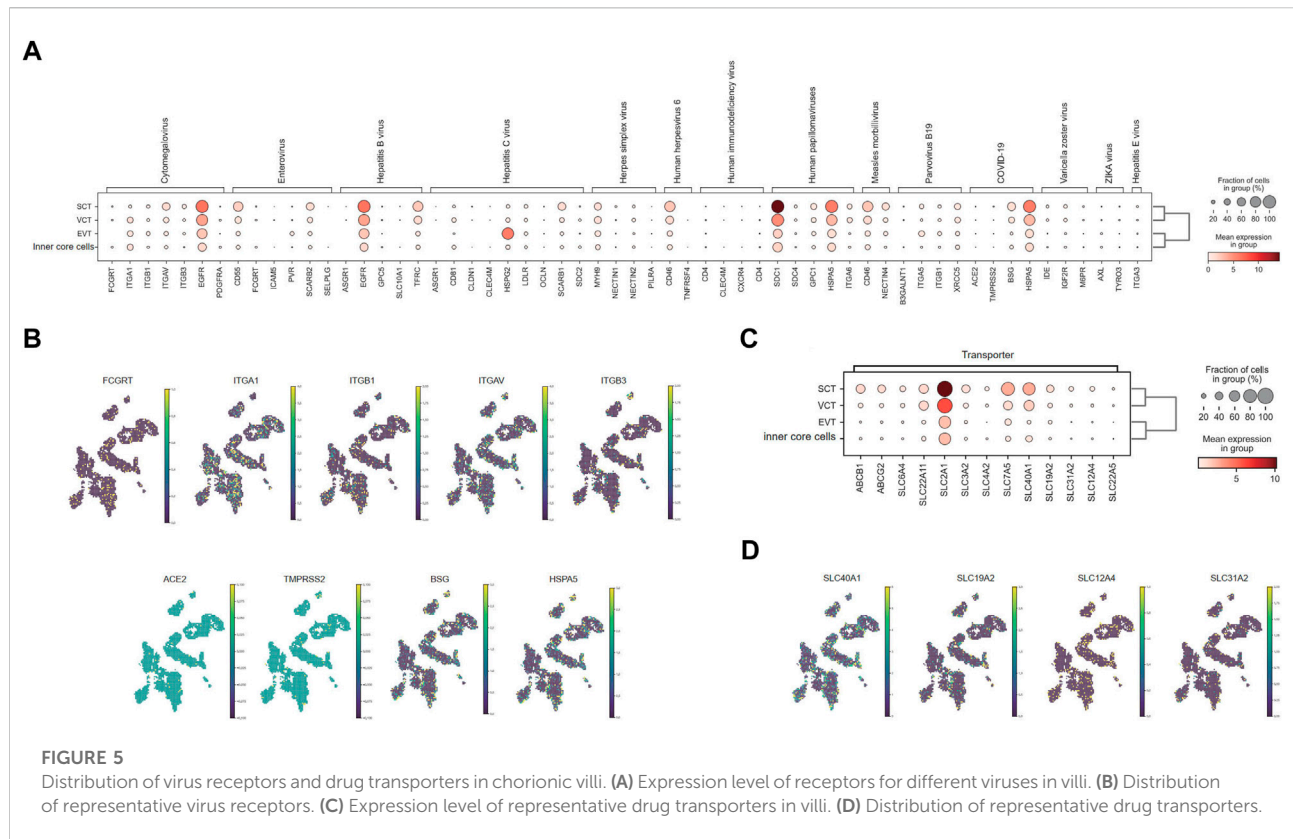 A
Cytomegalovirus
Enterovirus
Hepatitis B virus
Hepatitis C virus
Herpes simplex virus
Human herpesvirus 6
Human immunodeficiency virus
Human papillomaviruses
Measles morbilivirus
Parvovirus B19
COVID-19
Varicella zoster virus
ZIKA virus
Hepatitis E virus
SCT
VCT
EVT
Inner core cells
FCGRT
ITGA1
ITGB1
ITGAV
ITGB3
EGFR
PDGFRA
CD55
FCGRT
ICAM5
PVR
SCARB2
SELPLG
ASGR1
EGFR
GPC5
SLC10A1
TFRC
ASGR1
CD81
CLDN1
CLEC4M
HSPG2
LDLR
OCLN
SCARB1
SDC2
MYH9
NECTIN1
NECTIN2
PILRA
CD46
TNFRSF4
CD4
CLEC4M
CXCR4
CD4
SDC1
SDC4
GPC1
HSPA5
ITGA6
CD46
NECTIN4
B3GALNT1
ITGA5
ITGB1
XRCC5
ACE2
TMPRSS2
BSG
HSPA5
IDE
IGF2R
M6PR
AXL
TYRO3
ITGA3
Fraction of cells
in group (%)
20 40 60 80 100
Mean expression
in group
0 5 10
B
FCGRT ITGA1 ITGB1 ITGAV ITGB3
ACE2 TMPRSS2 BSG HSPA5
C
Transporter
SCT
VCT
EVT
inner core cells
ABCB1
ABCG2
SLC6A4
SLC22A11
SLC2A1
SLC3A2
SLC4A2
SLC7A5
SLC40A1
SLC19A2
SLC31A2
SLC12A4
SLC22A5
Fraction of cells
in group (%)
20 40 60 80 100
Mean expression
in group
0 5 10
D
SLC40A1 SLC19A2 SLC12A4 SLC31A2
FIGURE 5
Distribution of virus receptors and drug transporters in chorionic villi. (A) Expression level of receptors for different viruses in villi. (B) Distribution
of representative virus receptors. (C) Expression level of representative drug transporters in villi. (D) Distribution of representative drug transporters.